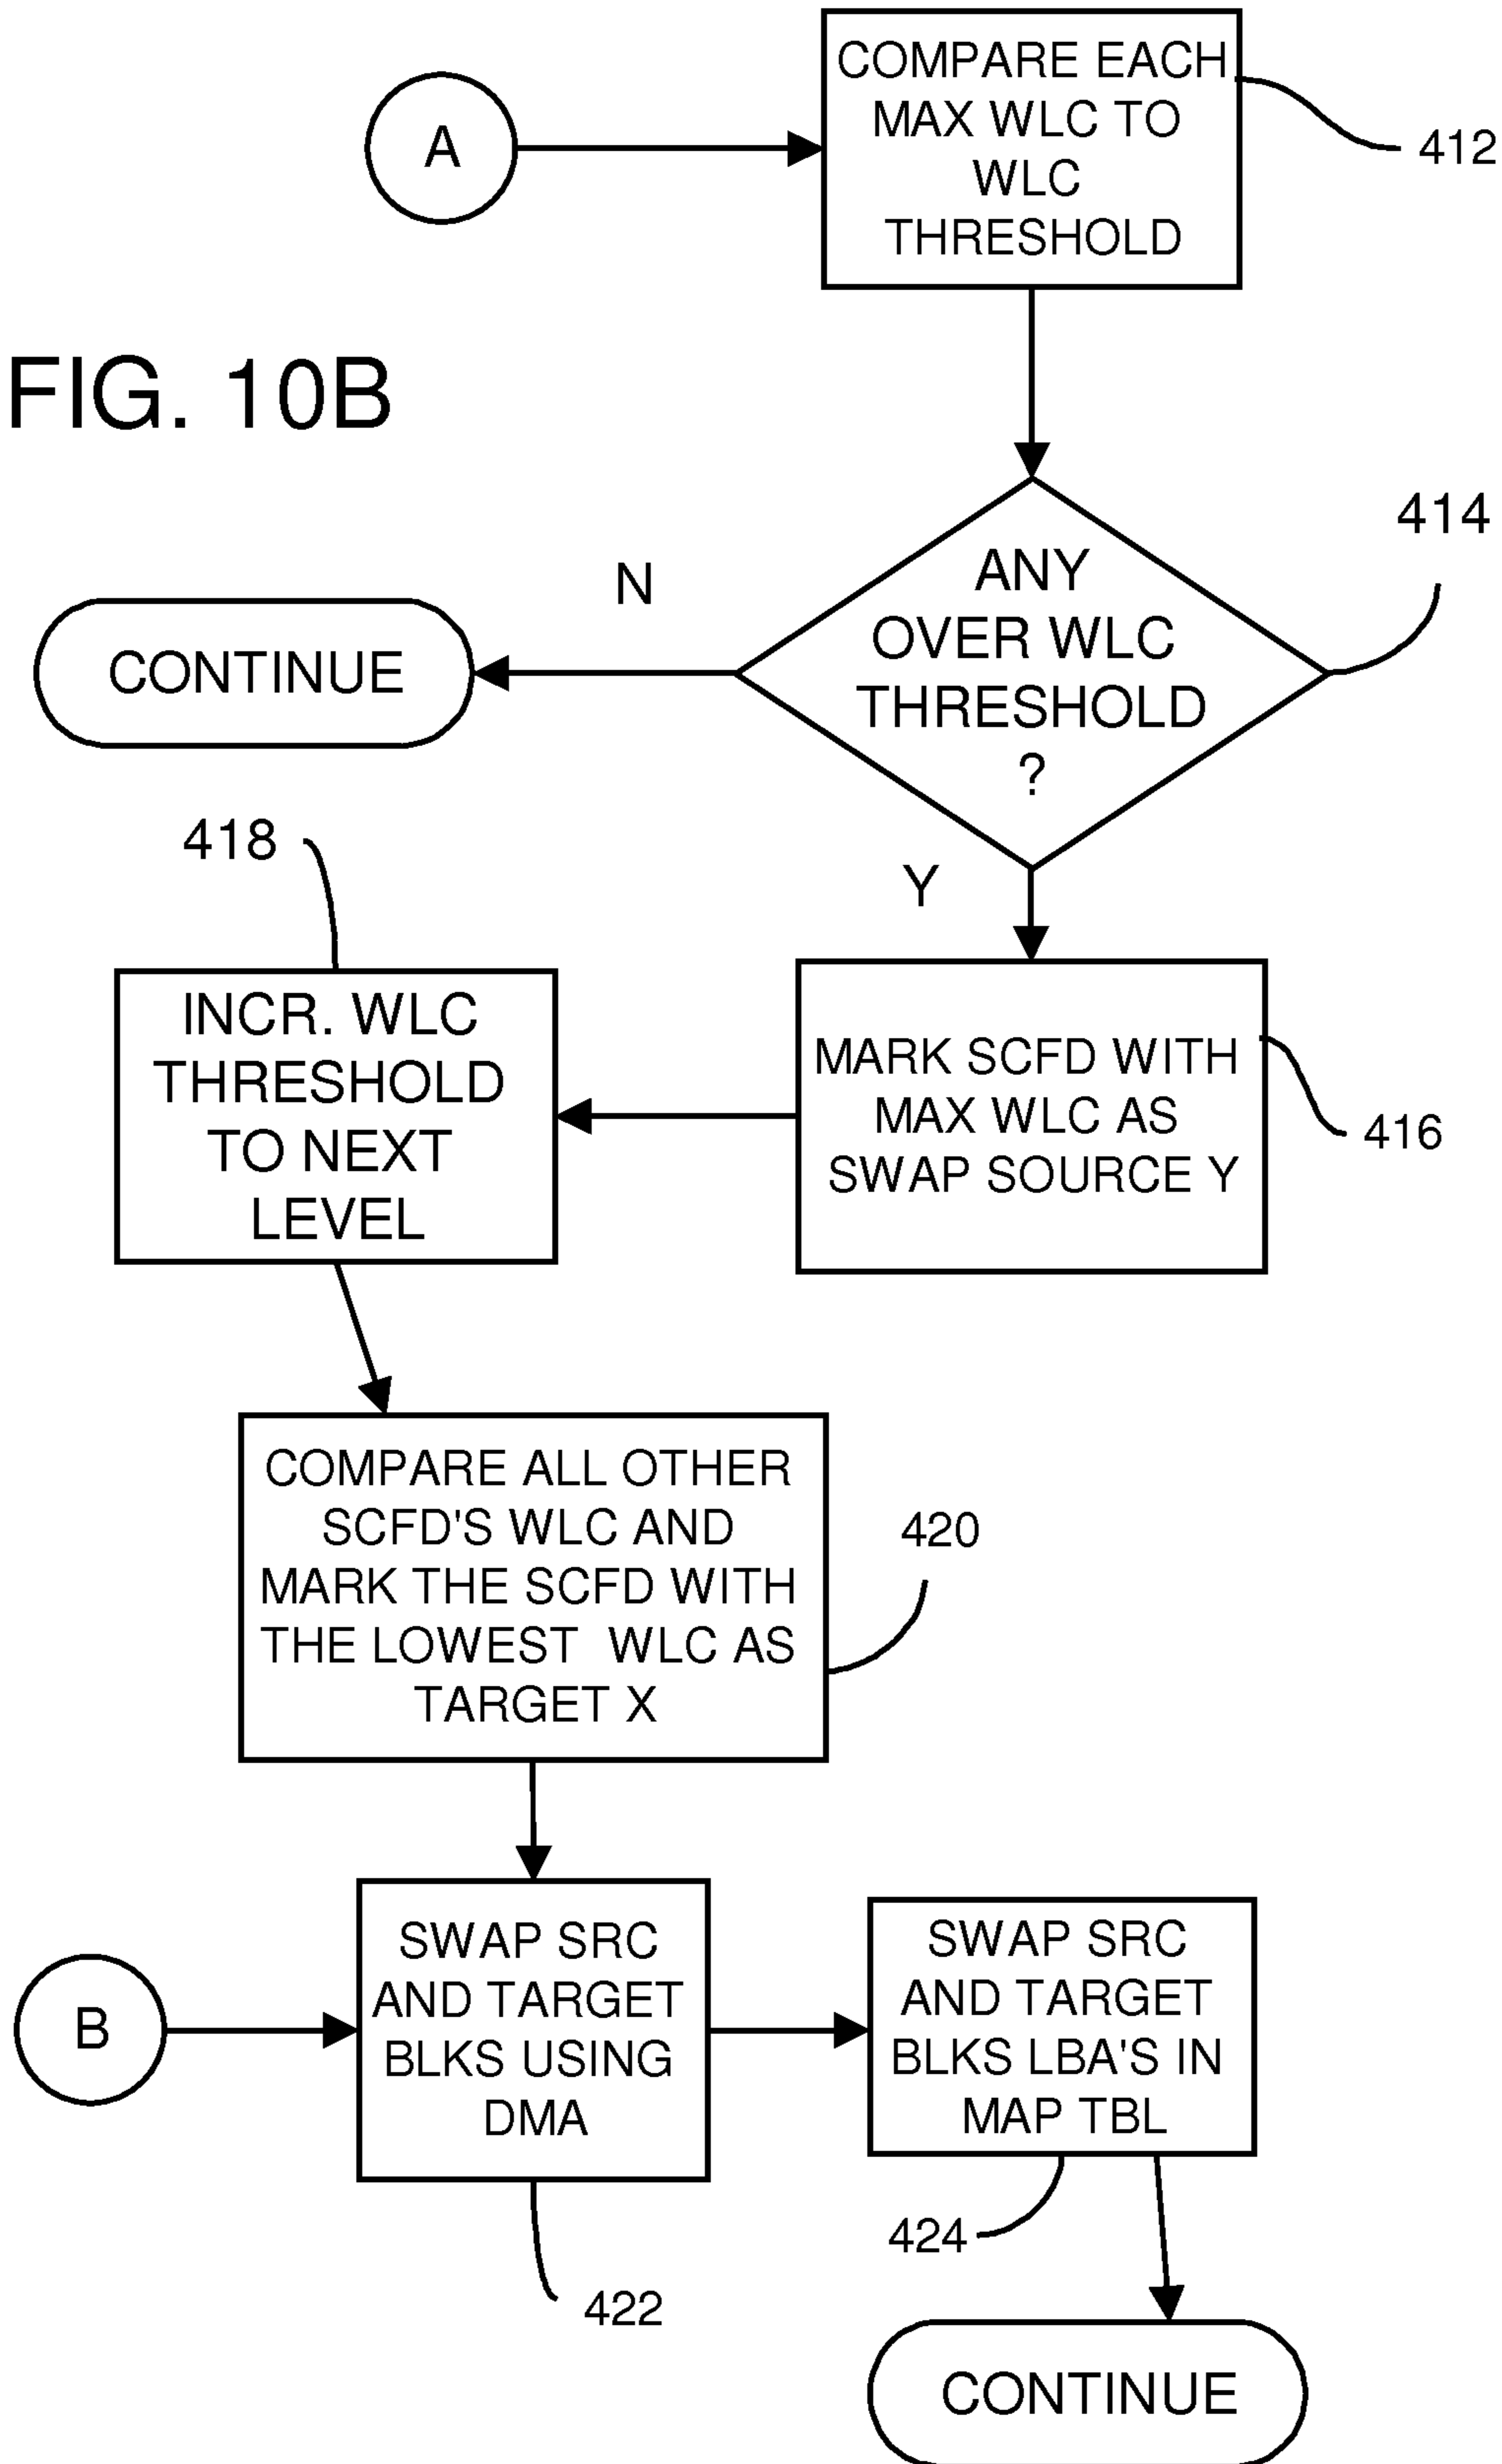 COMPARE EACH
MAX WLC TO
WLC
THRESHOLD
412
A
FIG. 10B
ANY
OVER WLC
THRESHOLD
?
414
N
CONTINUE
Y
418
INCR. WLC
THRESHOLD
TO NEXT
LEVEL
MARK SCFD WITH
MAX WLC AS
SWAP SOURCE Y
416
COMPARE ALL OTHER
SCFD'S WLC AND
MARK THE SCFD WITH
THE LOWEST WLC AS
TARGET X
420
B
SWAP SRC
AND TARGET
BLKS USING
DMA
422
SWAP SRC
AND TARGET
BLKS LBA'S IN
MAP TBL
424
CONTINUE